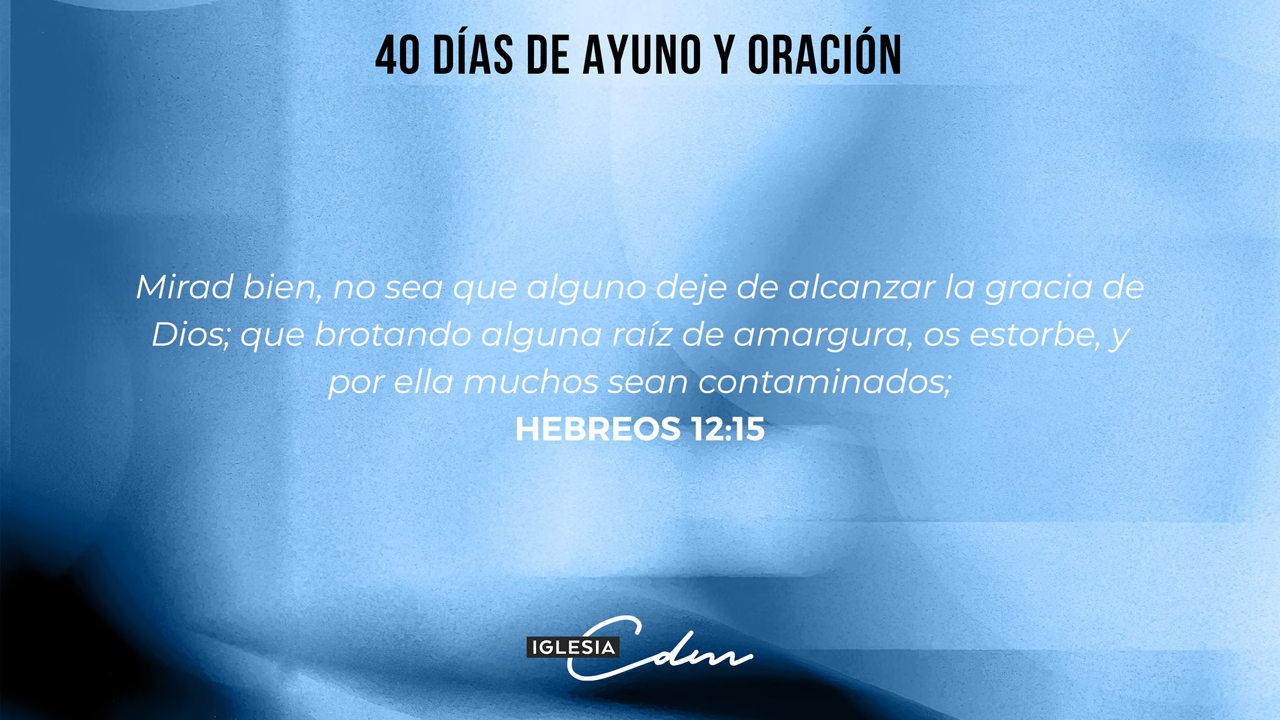 40 DÍAS DE AYUNO Y ORACIÓN
Mirad bien, no sea que alguno deje de alcanzar la gracia de
Dios; que brotando alguna raíz de amargura, os estorbe, y
por ella muchos sean contaminados;
HEBREOS 12:15
IGLESIA Cdm